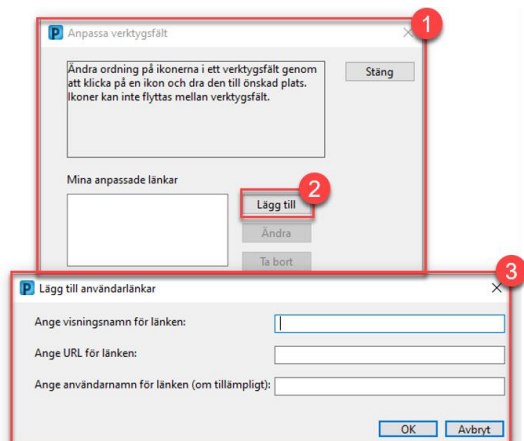 P Anpassa verktygsfält
1
Ändra ordning på ikonerna i ett verktygsfält genom
att klicka på en ikon och dra den till önskad plats.
Ikoner kan inte flyttas mellan verktygsfält.
Stäng
Mina anpassade länkar
2
Lägg till
Ändra
Ta bort
3
P Lägg till användarlänkar
Ange visningsnamn för länken:
Ange URL för länken:
Ange användarnamn för länken (om tillämpligt):
OK Avbryt